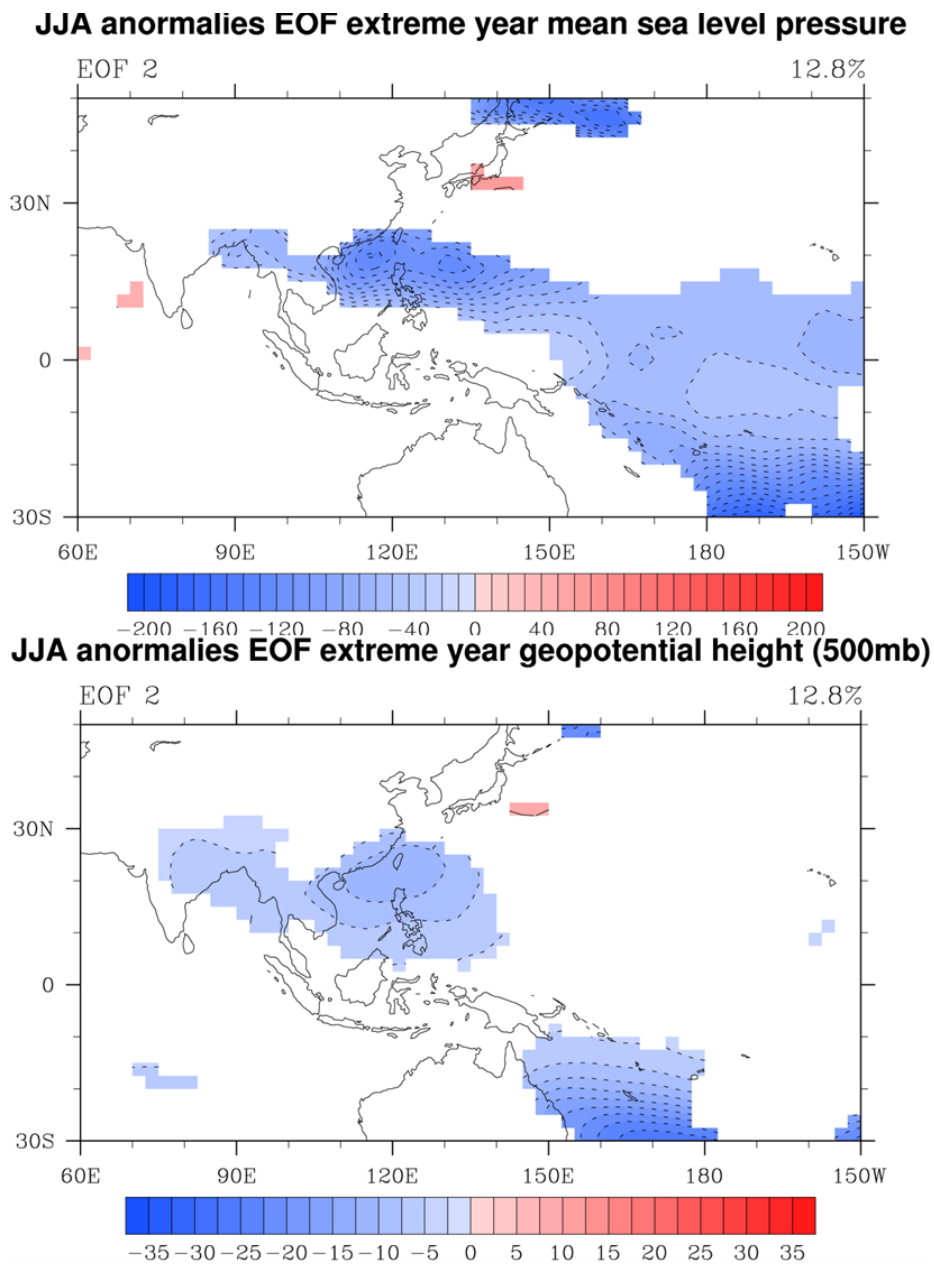 JJA anormalies EOF extreme year mean sea level pressure
EOF 2 12.8%
30N
0
30S
60E 90E 120E 150E 180 150W
−200 −160 −120 −80 −40 0 40 80 120 160 200
JJA anormalies EOF extreme year geopotential height (500mb)
EOF 2 12.8%
30N
0
30S
60E 90E 120E 150E 180 150W
−35 −30 −25 −20 −15 −10 −5 0 5 10 15 20 25 30 35